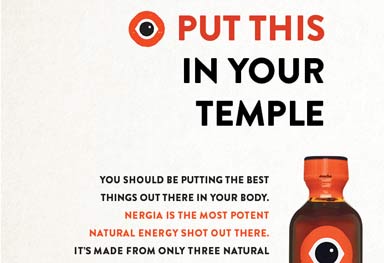 PUT THIS
IN YOUR
TEMPLE
YOU SHOULD BE PUTTING THE BEST
THINGS OUT THERE IN YOUR BODY.
NERGIA IS THE MOST POTENT
NATURAL ENERGY SHOT OUT THERE.
IT'S MADE FROM ONLY THREE NATURAL